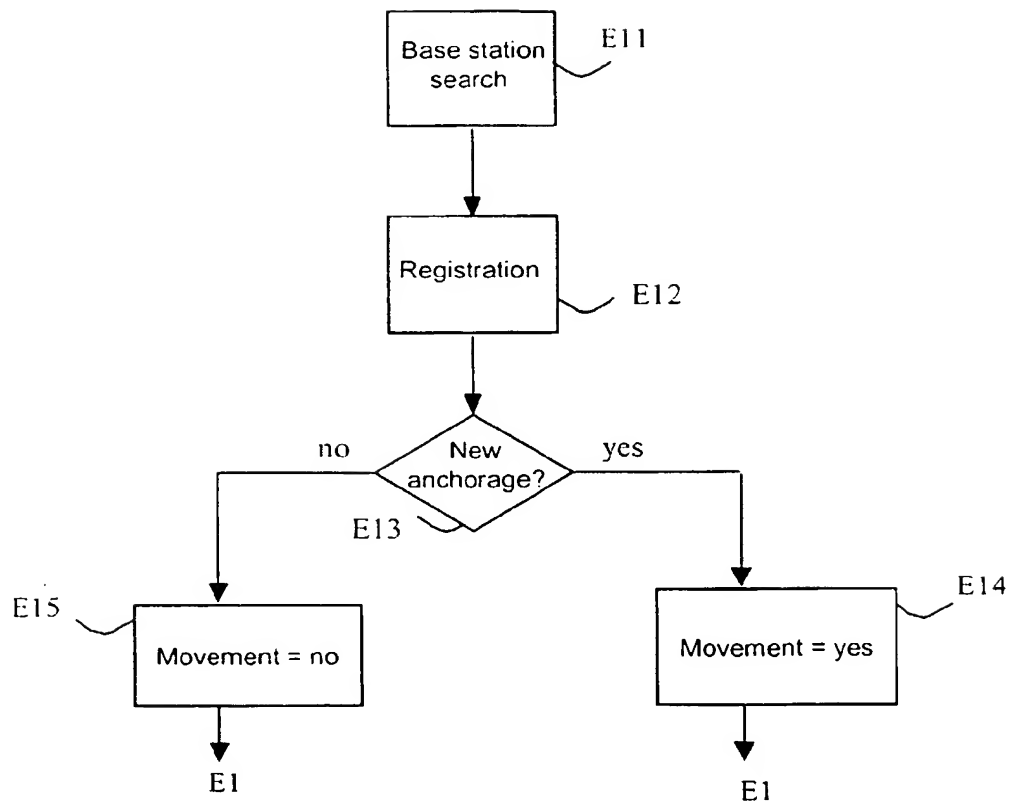 Base station
search
E11
Registration
E12
New
anchorage?
no
yes
E13
E15
Movement = no
E14
Movement = yes
E1
E1